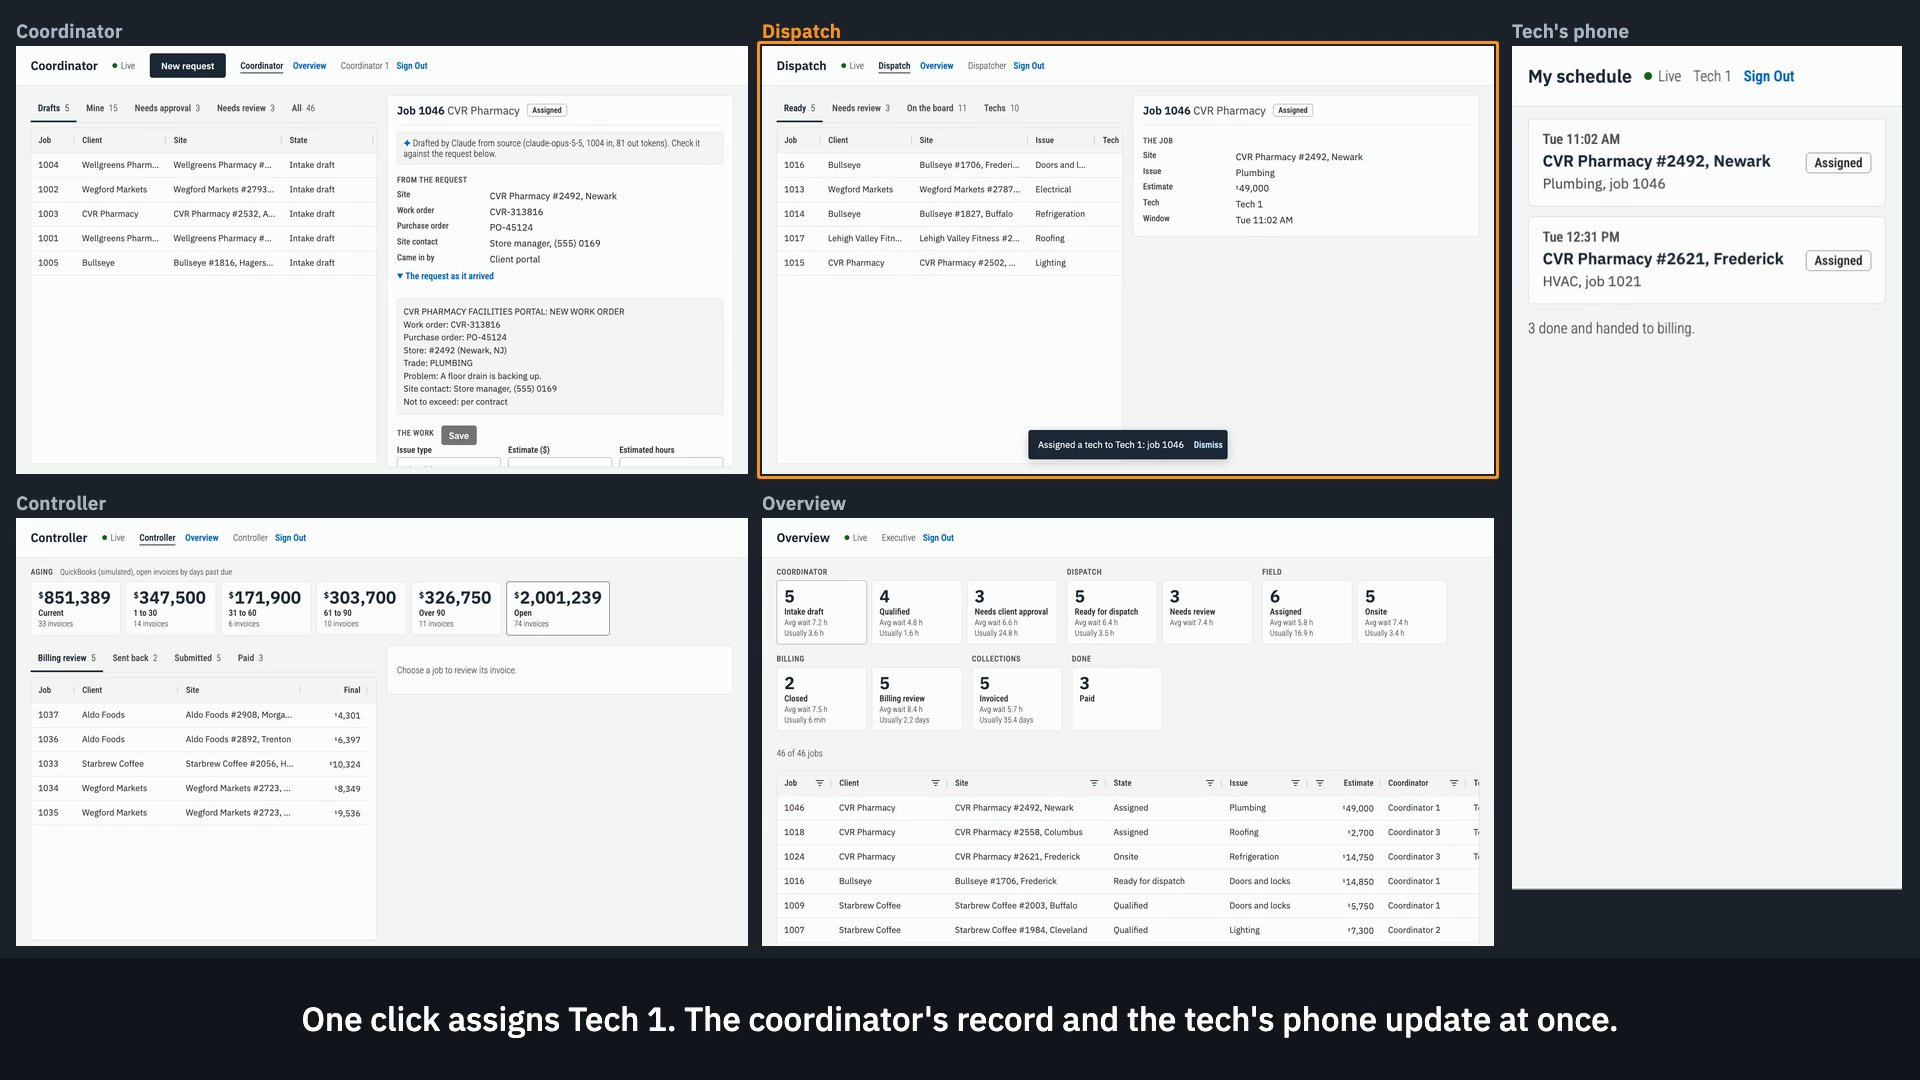 Coordinator
Coordinator Live New request Coordinator Overview Coordinator 1 Sign Out
Drafts 5 Mine 15 Needs approval 3 Needs review 3 All 46
Job Client Site State
1004 Wellgreens Pharm... Wellgreens Pharmacy #... Intake draft
1002 Wegford Markets Wegford Markets #2793... Intake draft
1003 CVR Pharmacy CVR Pharmacy #2532, A... Intake draft
1001 Wellgreens Pharm... Wellgreens Pharmacy #... Intake draft
1005 Bullseye Bullseye #1816, Hagers... Intake draft
Job 1046 CVR Pharmacy Assigned
Drafted by Claude from source (claude-opus-5-5, 1004 in, 81 out tokens). Check it
against the request below.
FROM THE REQUEST
Site CVR Pharmacy #2492, Newark
Work order CVR-313816
Purchase order PO-45124
Site contact Store manager, (555) 0169
Came in by Client portal
▼ The request as it arrived
CVR PHARMACY FACILITIES PORTAL: NEW WORK ORDER
Work order: CVR-313816
Purchase order: PO-45124
Store: #2492 (Newark, NJ)
Trade: PLUMBING
Problem: A floor drain is backing up.
Site contact: Store manager, (555) 0169
Not to exceed: per contract
THE WORK Save
Issue type Estimate ($) Estimated hours
Dispatch
Dispatch Live Dispatch Overview Dispatcher Sign Out
Ready 5 Needs review 3 On the board 11 Techs 10
Job Client Site Issue Tech
1016 Bullseye Bullseye #1706, Frederi... Doors and l...
1013 Wegford Markets Wegford Markets #2787... Electrical
1014 Bullseye Bullseye #1827, Buffalo Refrigeration
1017 Lehigh Valley Fitn... Lehigh Valley Fitness #2... Roofing
1015 CVR Pharmacy CVR Pharmacy #2502, ... Lighting
Job 1046 CVR Pharmacy Assigned
THE JOB
Site CVR Pharmacy #2492, Newark
Issue Plumbing
Estimate $49,000
Tech Tech 1
Window Tue 11:02 AM
Assigned a tech to Tech 1: job 1046 Dismiss
Tech's phone
My schedule Live Tech 1 Sign Out
Tue 11:02 AM
CVR Pharmacy #2492, Newark Assigned
Plumbing, job 1046
Tue 12:31 PM
CVR Pharmacy #2621, Frederick Assigned
HVAC, job 1021
3 done and handed to billing.
Controller
Controller Live Controller Overview Controller Sign Out
AGING QuickBooks (simulated), open invoices by days past due
$851,389 $347,500 $171,900 $303,700 $326,750 $2,001,239
Current 1 to 30 31 to 60 61 to 90 Over 90 Open
33 invoices 14 invoices 6 invoices 10 invoices 11 invoices 74 invoices
Billing review 5 Sent back 2 Submitted 5 Paid 3
Job Client Site Final
1037 Aldo Foods Aldo Foods #2908, Morga... $4,301
1036 Aldo Foods Aldo Foods #2892, Trenton $6,397
1033 Starbrew Coffee Starbrew Coffee #2056, H... $10,324
1034 Wegford Markets Wegford Markets #2723, ... $8,349
1035 Wegford Markets Wegford Markets #2723, ... $9,536
Choose a job to review its invoice.
Overview
Overview Live Executive Sign Out
COORDINATOR DISPATCH FIELD
5 4 3 5 3 6 5
Intake draft Qualified Needs client approval Ready for dispatch Needs review Assigned Onsite
Avg wait 7.2 h Avg wait 4.8 h Avg wait 6.6 h Avg wait 6.4 h Avg wait 7.4 h Avg wait 5.8 h Avg wait 7.4 h
Usually 3.6 h Usually 1.6 h Usually 24.8 h Usually 3.5 h Usually 16.9 h Usually 3.4 h
BILLING COLLECTIONS DONE
2 5 5 3
Closed Billing review Invoiced Paid
Avg wait 7.5 h Avg wait 8.4 h Avg wait 5.7 h
Usually 6 min Usually 2.2 days Usually 35.4 days
46 of 46 jobs
Job Client Site State Issue Estimate Coordinator
1046 CVR Pharmacy CVR Pharmacy #2492, Newark Assigned Plumbing $49,000 Coordinator 1
1018 CVR Pharmacy CVR Pharmacy #2558, Columbus Assigned Roofing $2,700 Coordinator 3
1024 CVR Pharmacy CVR Pharmacy #2621, Frederick Onsite Refrigeration $14,750 Coordinator 3
1016 Bullseye Bullseye #1706, Frederick Ready for dispatch Doors and locks $14,850 Coordinator 1
1009 Starbrew Coffee Starbrew Coffee #2003, Buffalo Qualified Doors and locks $5,750 Coordinator 1
1007 Starbrew Coffee Starbrew Coffee #1984, Cleveland Qualified Lighting $7,300 Coordinator 2
One click assigns Tech 1. The coordinator's record and the tech's phone update at once.